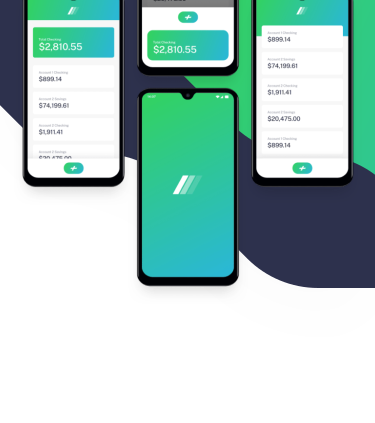 Total Checking
$2,810.55
Account 1 Checking
$899.14
Account 2 Savings
$74,199.61
Account 1 Checking
$1,911.41
Account 2 Savings
$20,475.00
Total Checking
$2,810.55
Account 1 Checking
$899.14
Account 2 Savings
$74,199.61
Account 1 Checking
$1,911.41
Account 2 Savings
$20,475.00
Account 1 Checking
$899.14